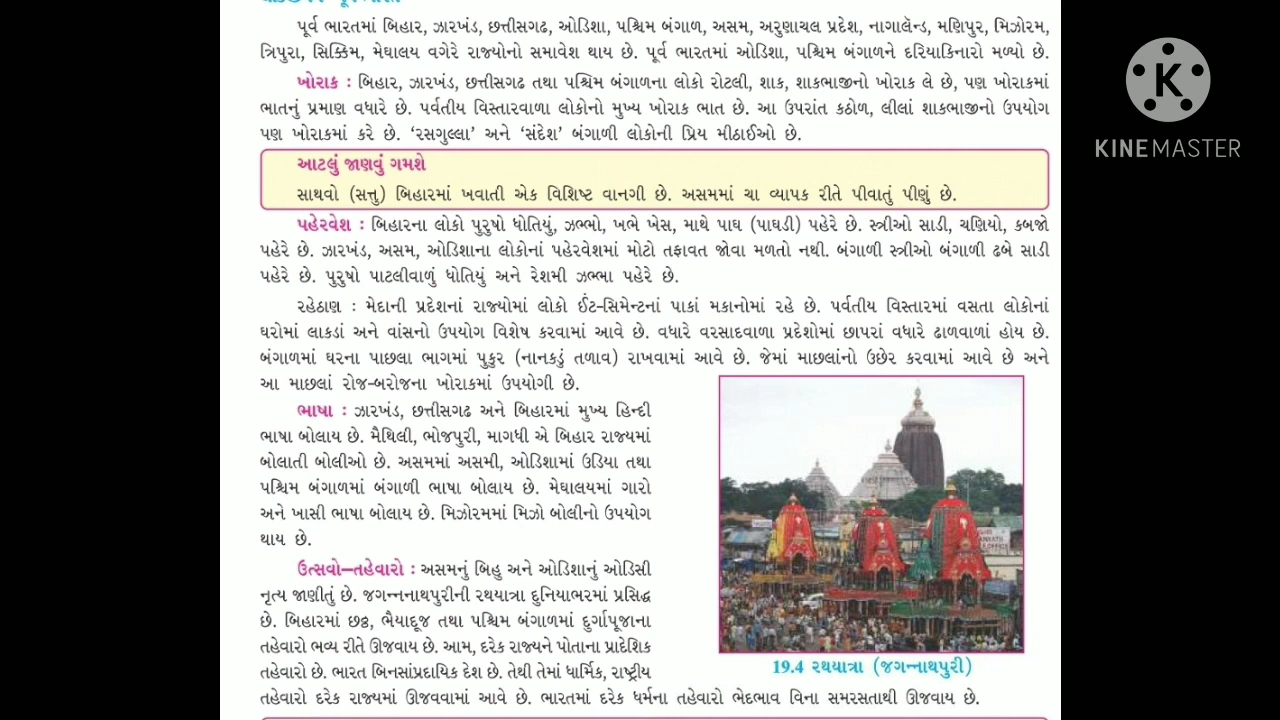 પૂર્વ ભારતમાં બિહાર, ઝારખંડ, છત્તીસગઢ, ઓડિશા, પશ્ચિમ બંગાળ, અસમ, અરુણાચલ પ્રદેશ, નાગાલૅન્ડ, મણિપુર, મિઝોરમ,
ત્રિપુરા, સિક્કિમ, મેઘાલય વગેરે રાજ્યોનો સમાવેશ થાય છે. પૂર્વ ભારતમાં ઓડિશા, પશ્ચિમ બંગાળને દરિયાકિનારો મળ્યો છે.
ખોરાક : બિહાર, ઝારખંડ, છત્તીસગઢ તથા પશ્ચિમ બંગાળના લોકો રોટલી, શાક, શાકભાજીનો ખોરાક લે છે, પણ ખોરાકમાં
ભાતનું પ્રમાણ વધારે છે. પર્વતીય વિસ્તારવાળા લોકોનો મુખ્ય ખોરાક ભાત છે. આ ઉપરાંત કઠોળ, લીલાં શાકભાજીનો ઉપયોગ
પણ ખોરાકમાં કરે છે. ‘રસગુલ્લા’ અને ‘સંદેશ’ બંગાળી લોકોની પ્રિય મીઠાઈઓ છે.
આટલું જાણવું ગમશે
સાથવો (સત્તુ) બિહારમાં ખવાતી એક વિશિષ્ટ વાનગી છે. અસમમાં ચા વ્યાપક રીતે પીવાતું પીણું છે.
પહેરવેશ : બિહારના લોકો પુરુષો ધોતિયું, ઝભ્ભો, ખભે ખેસ, માથે પાઘ (પાઘડી) પહેરે છે. સ્ત્રીઓ સાડી, ચણિયો, કબજો
પહેરે છે. ઝારખંડ, અસમ, ઓડિશાના લોકોનાં પહેરવેશમાં મોટો તફાવત જોવા મળતો નથી. બંગાળી સ્ત્રીઓ બંગાળી ઢબે સાડી
પહેરે છે. પુરુષો પાટલીવાળું ધોતિયું અને રેશમી ઝભ્ભા પહેરે છે.
રહેઠાણ : મેદાની પ્રદેશનાં રાજ્યોમાં લોકો ઈંટ-સિમેન્ટનાં પાકાં મકાનોમાં રહે છે. પર્વતીય વિસ્તારમાં વસતા લોકોનાં
ઘરોમાં લાકડાં અને વાંસનો ઉપયોગ વિશેષ કરવામાં આવે છે. વધારે વરસાદવાળા પ્રદેશોમાં છાપરાં વધારે ઢાળવાળાં હોય છે.
બંગાળમાં ઘરના પાછલા ભાગમાં પુકુર (નાનકડું તળાવ) રાખવામાં આવે છે. જેમાં માછલાંનો ઉછેર કરવામાં આવે છે અને
આ માછલાં રોજ-બરોજના ખોરાકમાં ઉપયોગી છે.
ભાષા : ઝારખંડ, છત્તીસગઢ અને બિહારમાં મુખ્ય હિન્દી
ભાષા બોલાય છે. મૈથિલી, ભોજપુરી, માગધી એ બિહાર રાજ્યમાં
બોલાતી બોલીઓ છે. અસમમાં અસમી, ઓડિશામાં ઉડિયા તથા
પશ્ચિમ બંગાળમાં બંગાળી ભાષા બોલાય છે. મેઘાલયમાં ગારો
અને ખાસી ભાષા બોલાય છે. મિઝોરમમાં મિઝો બોલીનો ઉપયોગ
થાય છે.
ઉત્સવો–તહેવારો : અસમનું બિહુ અને ઓડિશાનું ઓડિસી
નૃત્ય જાણીતું છે. જગન્નનાથપુરીની રથયાત્રા દુનિયાભરમાં પ્રસિદ્ધ
છે. બિહારમાં છઠ્ઠ, ભૈયાદૂજ તથા પશ્ચિમ બંગાળમાં દુર્ગાપૂજાના
તહેવારો ભવ્ય રીતે ઊજવાય છે. આમ, દરેક રાજ્યને પોતાના પ્રાદેશિક
તહેવારો છે. ભારત બિનસાંપ્રદાયિક દેશ છે. તેથી તેમાં ધાર્મિક, રાષ્ટ્રીય
તહેવારો દરેક રાજ્યમાં ઊજવવામાં આવે છે. ભારતમાં દરેક ધર્મના તહેવારો ભેદભાવ વિના સમરસતાથી ઊજવાય છે.
19.4 રથયાત્રા (જગન્નાથપુરી)
K
KINEMASTER